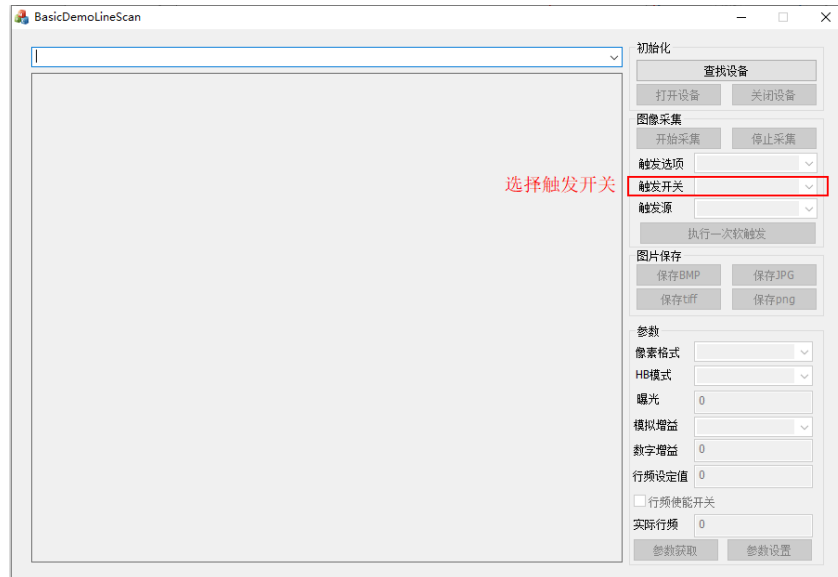 BasicDemoLineScan
初始化
查找设备
打开设备 关闭设备
图像采集
开始采集 停止采集
触发选项
选择触发开关 触发开关
触发源
执行一次软触发
图片保存
保存BMP 保存JPG
保存tiff 保存png
参数
像素格式
HB模式
曝光 0
模拟增益
数字增益 0
行频设定值 0
行频使能开关
实际行频 0
参数获取 参数设置